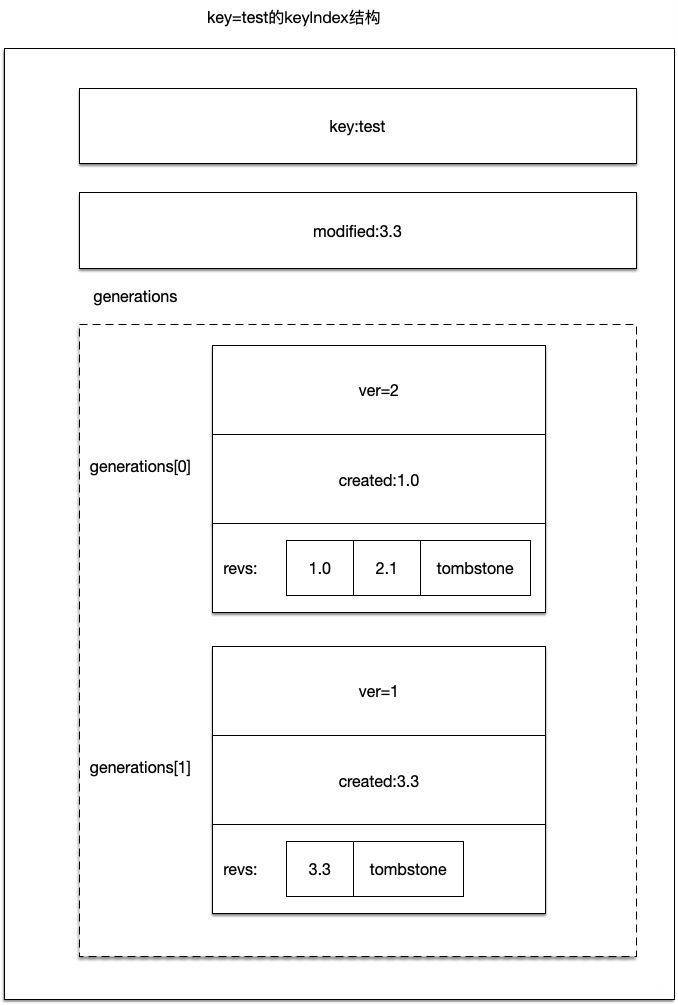 key=test的keyIndex结构
key:test
modified:3.3
generations
ver=2
generations[0]
created:1.0
revs: 1.0 2.1 tombstone
ver=1
generations[1]
created:3.3
revs: 3.3 tombstone